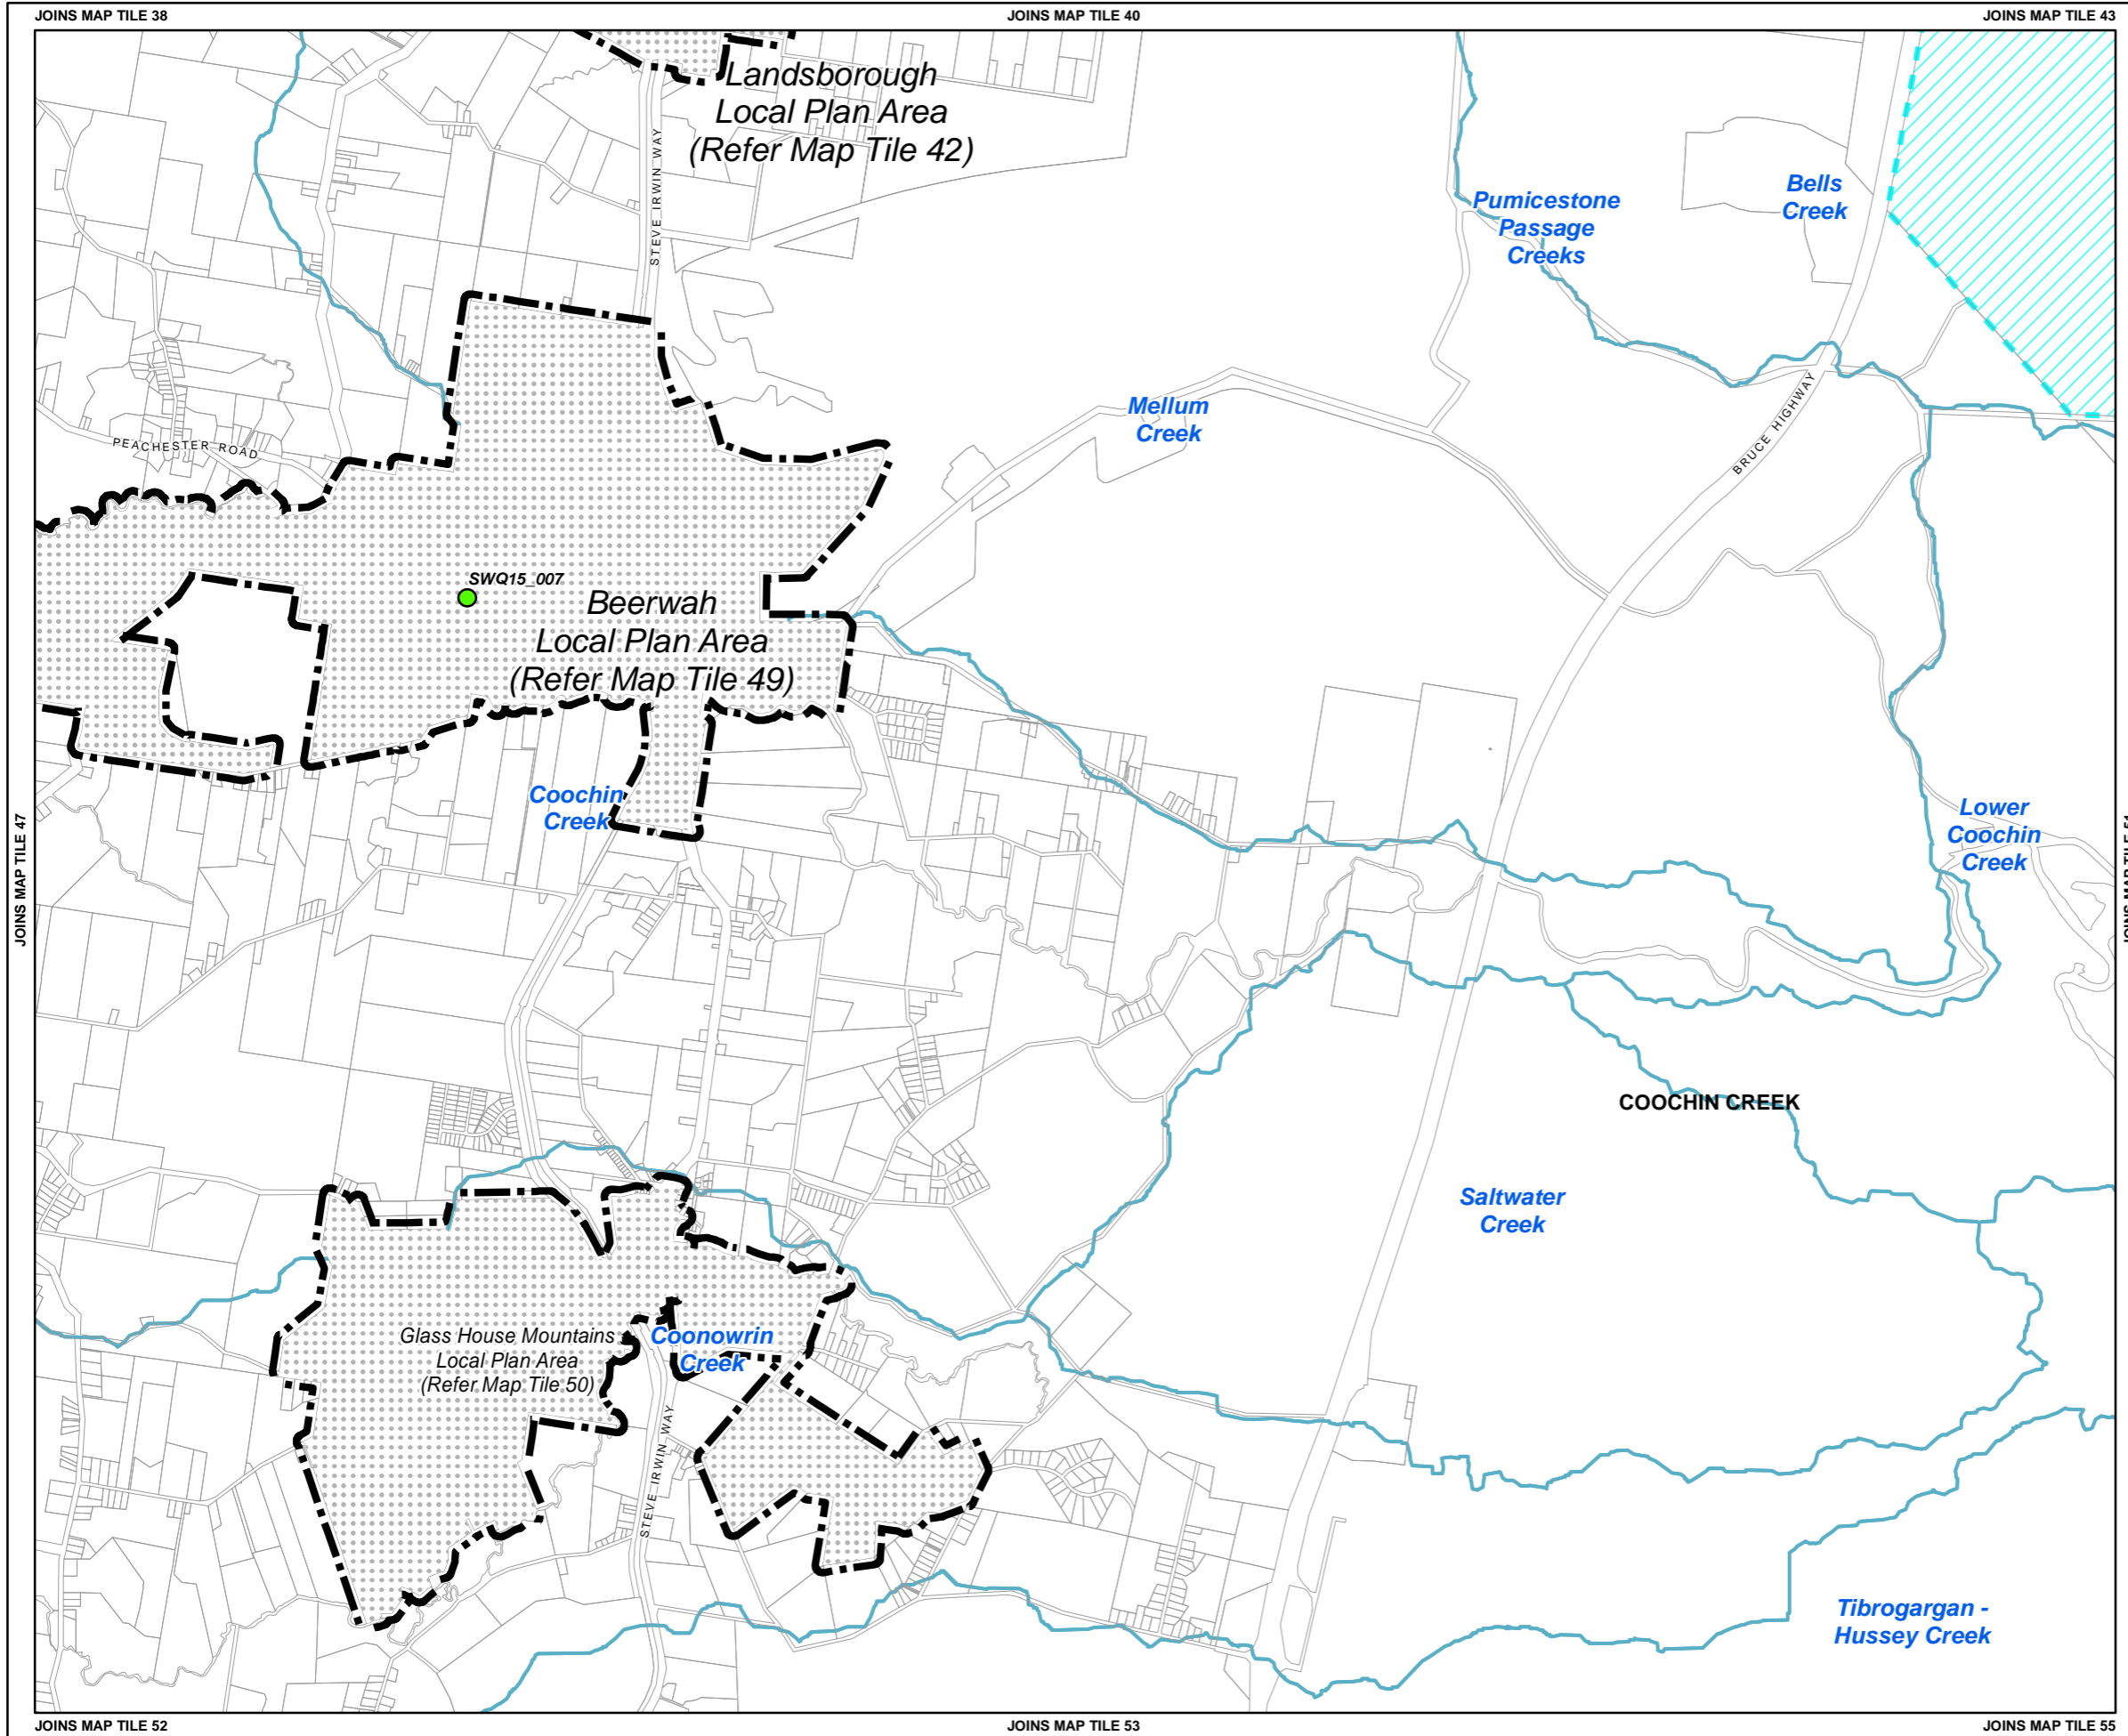 JOINS MAP TILE 38
JOINS MAP TILE 40
JOINS MAP TILE 43
Landsborough
Local Plan Area
(Refer Map Tile 42)
STEVE IRWIN WAY
Pumicestone
Passage
Creeks
Bells
Creek
Mellum
Creek
BRUCE HIGHWAY
PEACHESTER ROAD
SWQ15_007
Beerwah
Local Plan Area
(Refer Map Tile 49)
Coochin
Creek
Lower
Coochin
Creek
JOINS MAP TILE 47
JOINS MAP TILE 51
COOCHIN CREEK
Saltwater
Creek
Glass House Mountains
Local Plan Area
(Refer Map Tile 50)
Coonowrin
Creek
STEVE IRWIN WAY
Tibrogargan -
Hussey Creek
JOINS MAP TILE 52
JOINS MAP TILE 53
JOINS MAP TILE 55